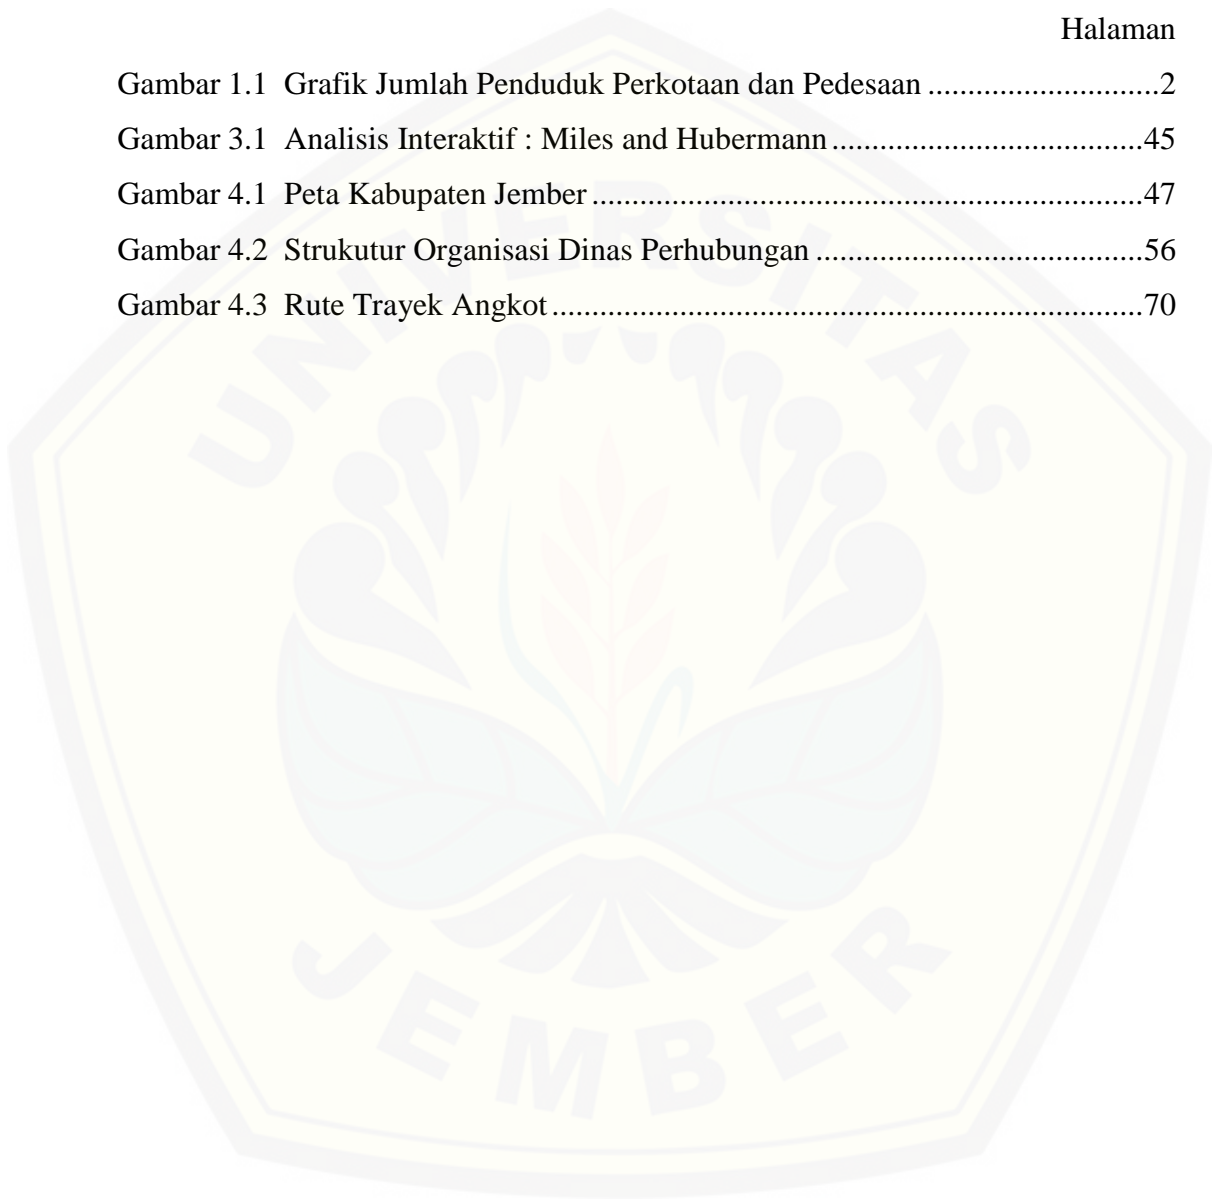 Halaman
Gambar 1.1 Grafik Jumlah Penduduk Perkotaan dan Pedesaan ............................2
Gambar 3.1 Analisis Interaktif : Miles and Hubermann ......................................45
Gambar 4.1 Peta Kabupaten Jember ....................................................................47
Gambar 4.2 Strukutur Organisasi Dinas Perhubungan ........................................56
Gambar 4.3 Rute Trayek Angkot .........................................................................70
UNIVERSITAS
JEMBER